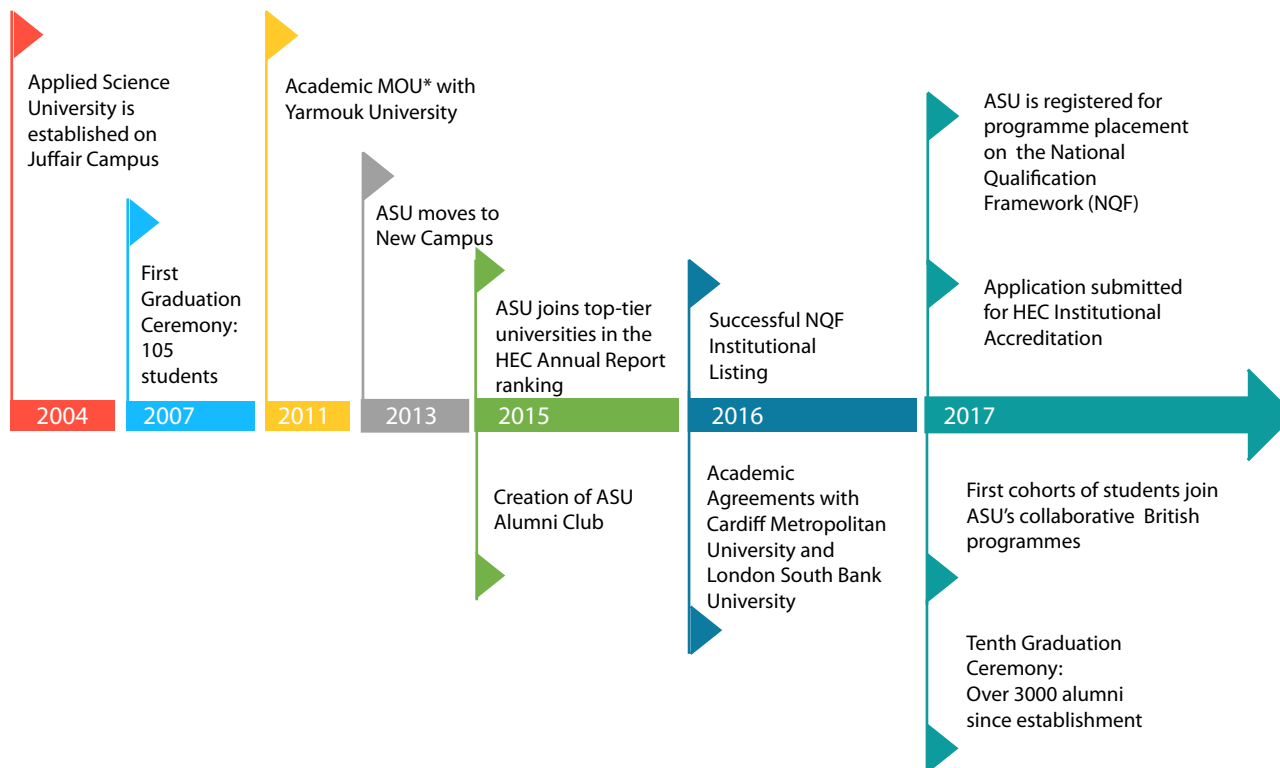 Applied Science
University is
established on
Juffair Campus
First
Graduation
Ceremony:
105
students
Academic MOU* with
Yarmouk University
ASU moves to
New Campus
ASU joins top-tier
universities in the
HEC Annual Report
ranking
Successful NQF
Institutional
Listing
ASU is registered for
programme placement
on the National
Qualification
Framework (NQF)
Application submitted
for HEC Institutional
Accreditation
2004
2007
2011
2013
2015
2016
2017
Creation of ASU
Alumni Club
Academic
Agreements with
Cardiff Metropolitan
University and
London South Bank
University
First cohorts of students join
ASU's collaborative British
programmes
Tenth Graduation
Ceremony:
Over 3000 alumni
since establishment